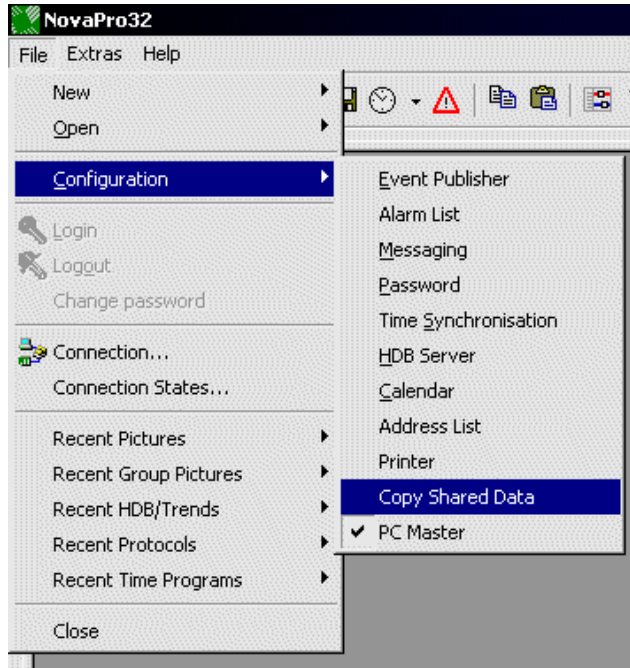 NovaPro32
File Extras Help
New
Open
Configuration
Login
Logout
Change password
Connection...
Connection States...
Recent Pictures
Recent Group Pictures
Recent HDB/Trends
Recent Protocols
Recent Time Programs
Close
Event Publisher
Alarm List
Messaging
Password
Time Synchronisation
HDB Server
Calendar
Address List
Printer
Copy Shared Data
PC Master